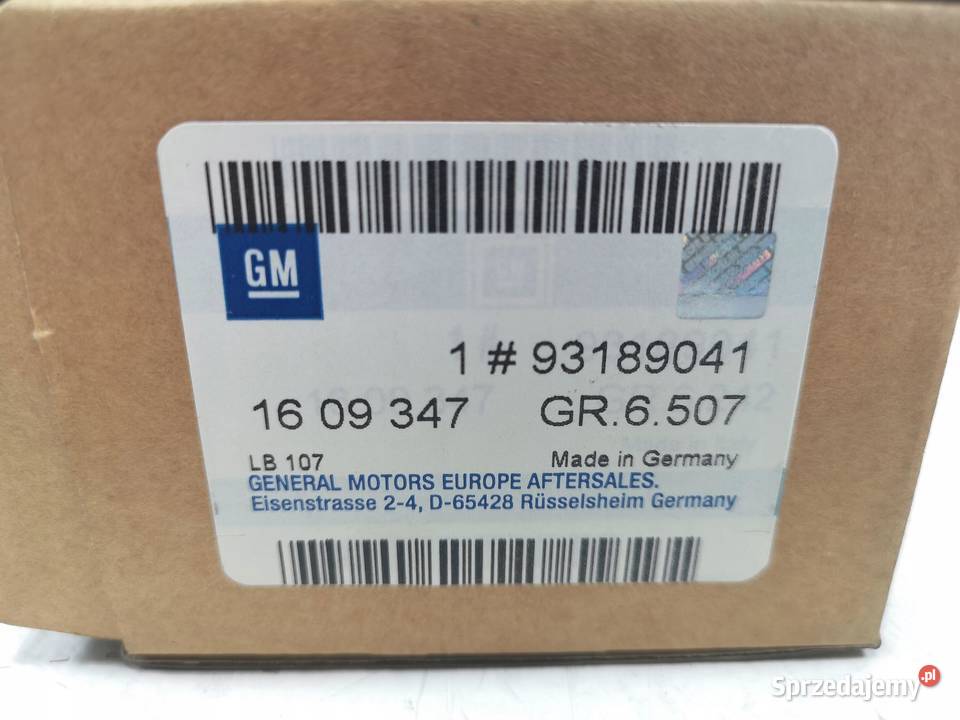 GM
1 # 93189041
16 09 347 GR.6.507
LB 107 Made in Germany
GENERAL MOTORS EUROPE AFTERSALES.
Eisenstrasse 2-4, D-65428 Rüsselsheim Germany
Sprzedajemy.pl